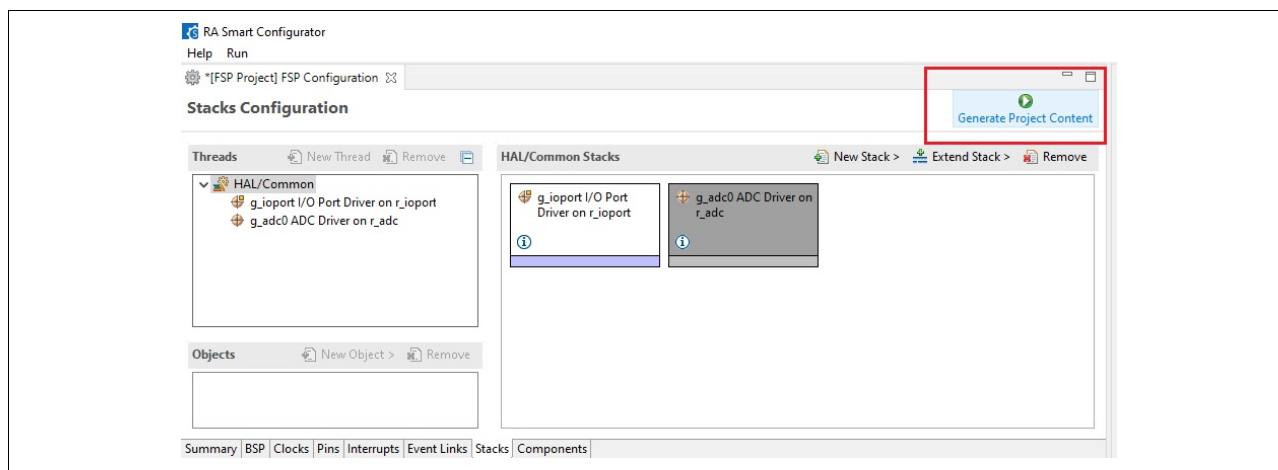 RA Smart Configurator
Help Run
*[FSP Project] FSP Configuration
Stacks Configuration
Generate Project Content
Threads New Thread Remove
HAL/Common
g_ioport I/O Port Driver on r_ioport
g_adc0 ADC Driver on r_adc
HAL/Common Stacks New Stack > Extend Stack > Remove
g_ioport I/O Port
Driver on r_ioport
g_adc0 ADC Driver on
r_adc
Objects New Object > Remove
Summary BSP Clocks Pins Interrupts Event Links Stacks Components